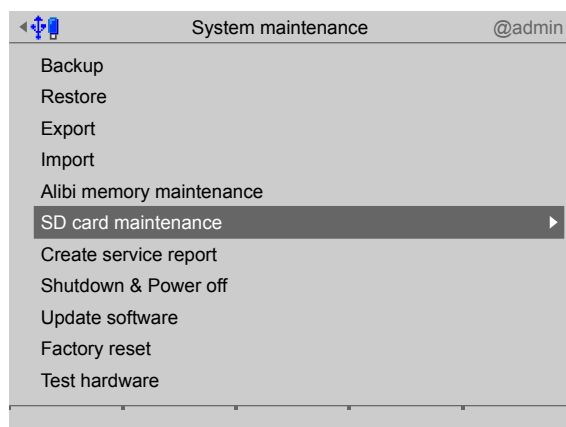 System maintenance @admin
Backup
Restore
Export
Import
Alibi memory maintenance
SD card maintenance
Create service report
Shutdown & Power off
Update software
Factory reset
Test hardware